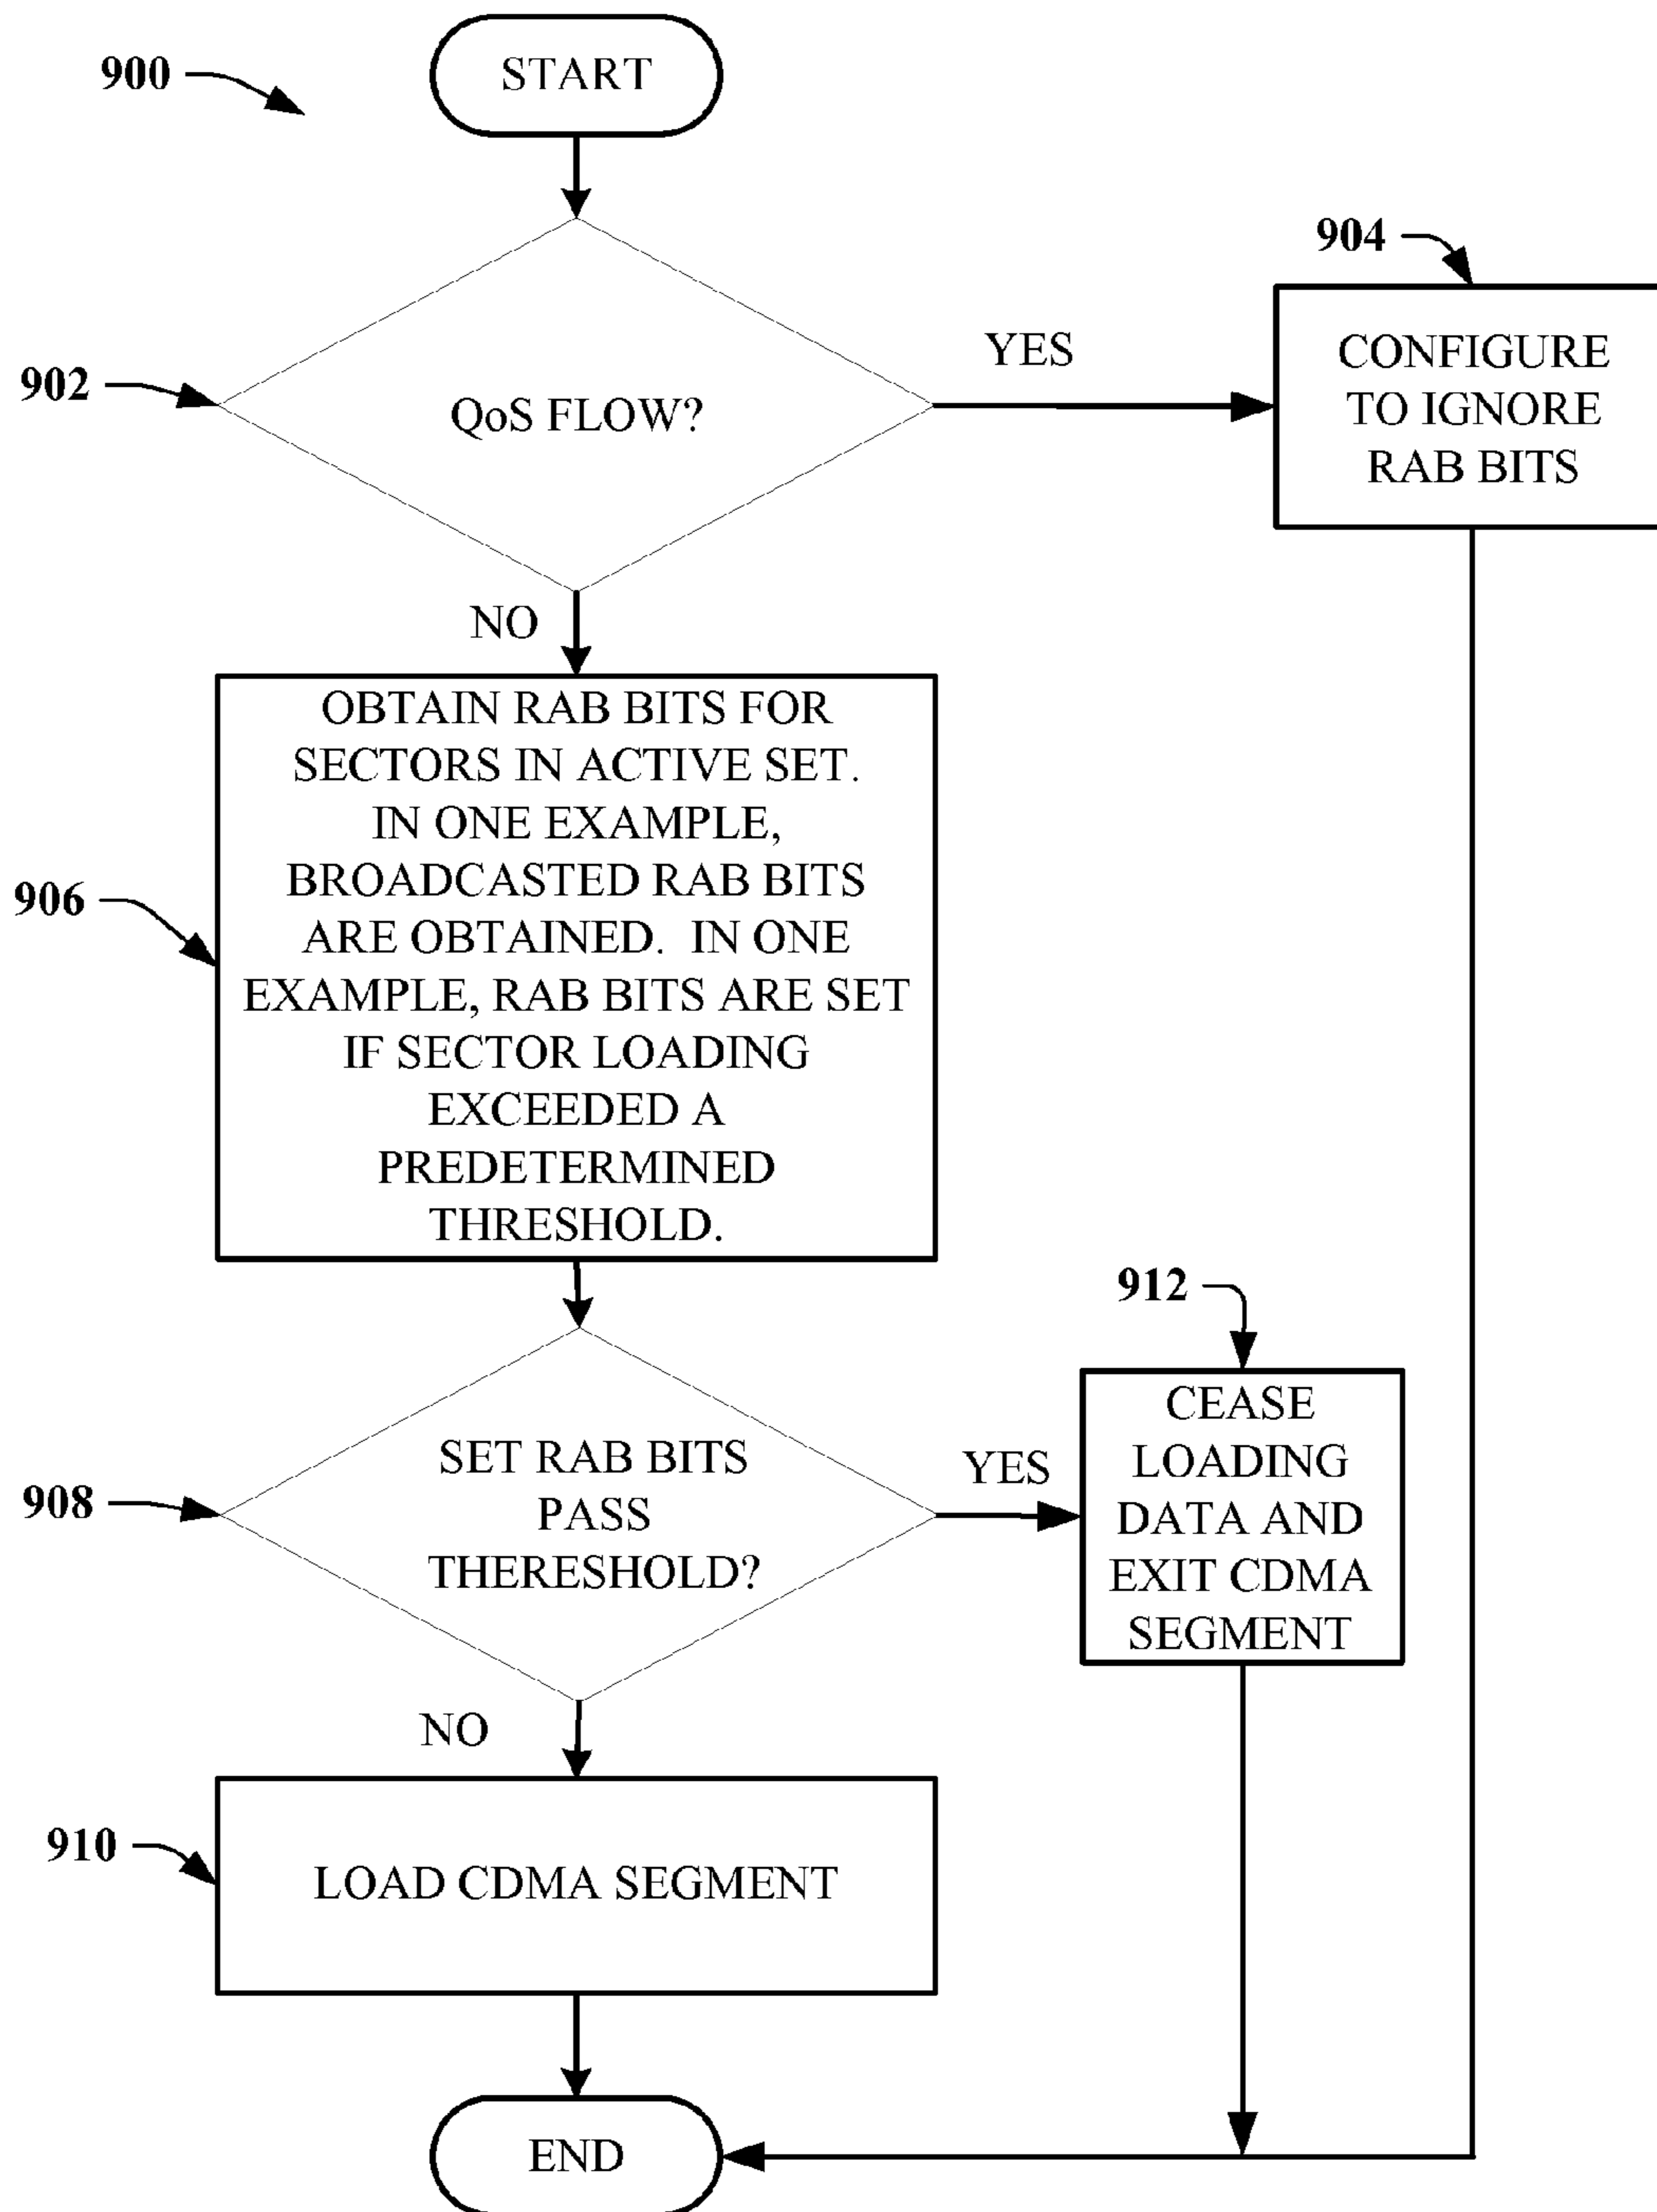 900
START
904
YES
CONFIGURE
TO IGNORE
RAB BITS
902
QoS FLOW?
NO
OBTAIN RAB BITS FOR
SECTORS IN ACTIVE SET.
IN ONE EXAMPLE,
BROADCASTED RAB BITS
ARE OBTAINED. IN ONE
EXAMPLE, RAB BITS ARE SET
IF SECTOR LOADING
EXCEEDED A
PREDETERMINED
THRESHOLD.
906
912
CEASE
LOADING
DATA AND
EXIT CDMA
SEGMENT
SET RAB BITS
PASS
THERESHOLD?
YES
908
NO
910
LOAD CDMA SEGMENT
END